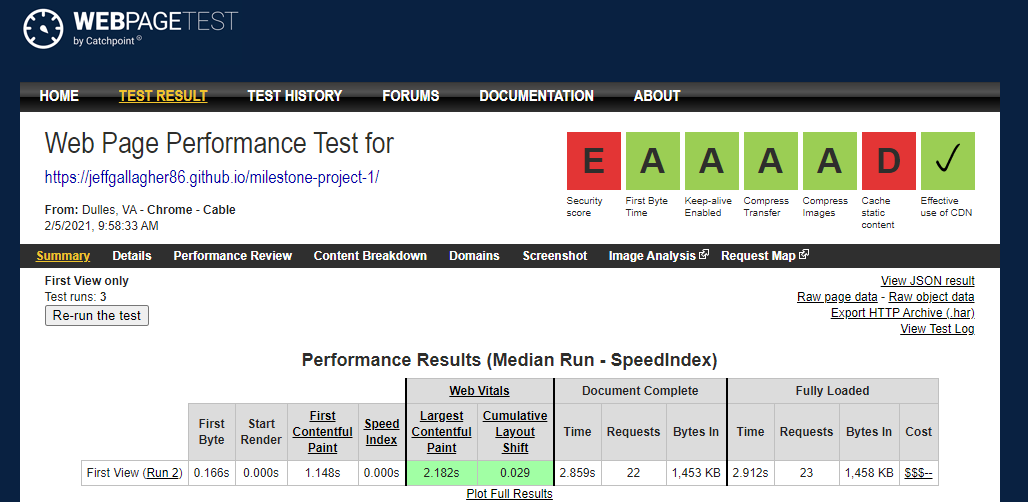 WEBPAGETEST
by Catchpoint®
HOME TEST RESULT TEST HISTORY FORUMS DOCUMENTATION ABOUT
Web Page Performance Test for
https://jeffgallagher86.github.io/milestone-project-1/
From: Dulles, VA - Chrome - Cable
2/5/2021, 9:58:33 AM
E A A A A D ✓
Security score
First Byte Time
Keep-alive Enabled
Compress Transfer
Compress Images
Cache static content
Effective use of CDN
Summary Details Performance Review Content Breakdown Domains Screenshot Image Analysis Request Map
First View only
Test runs: 3
Re-run the test
View JSON result
Raw page data - Raw object data
Export HTTP Archive (.har)
View Test Log
Performance Results (Median Run - SpeedIndex)
Web Vitals Document Complete Fully Loaded
First Byte Start Render First Contentful Paint Speed Index Largest Contentful Paint Cumulative Layout Shift Time Requests Bytes In Time Requests Bytes In Cost
First View (Run 2) 0.166s 0.000s 1.148s 0.000s 2.182s 0.029 2.859s 22 1,453 KB 2.912s 23 1,458 KB $$$--
Plot Full Results